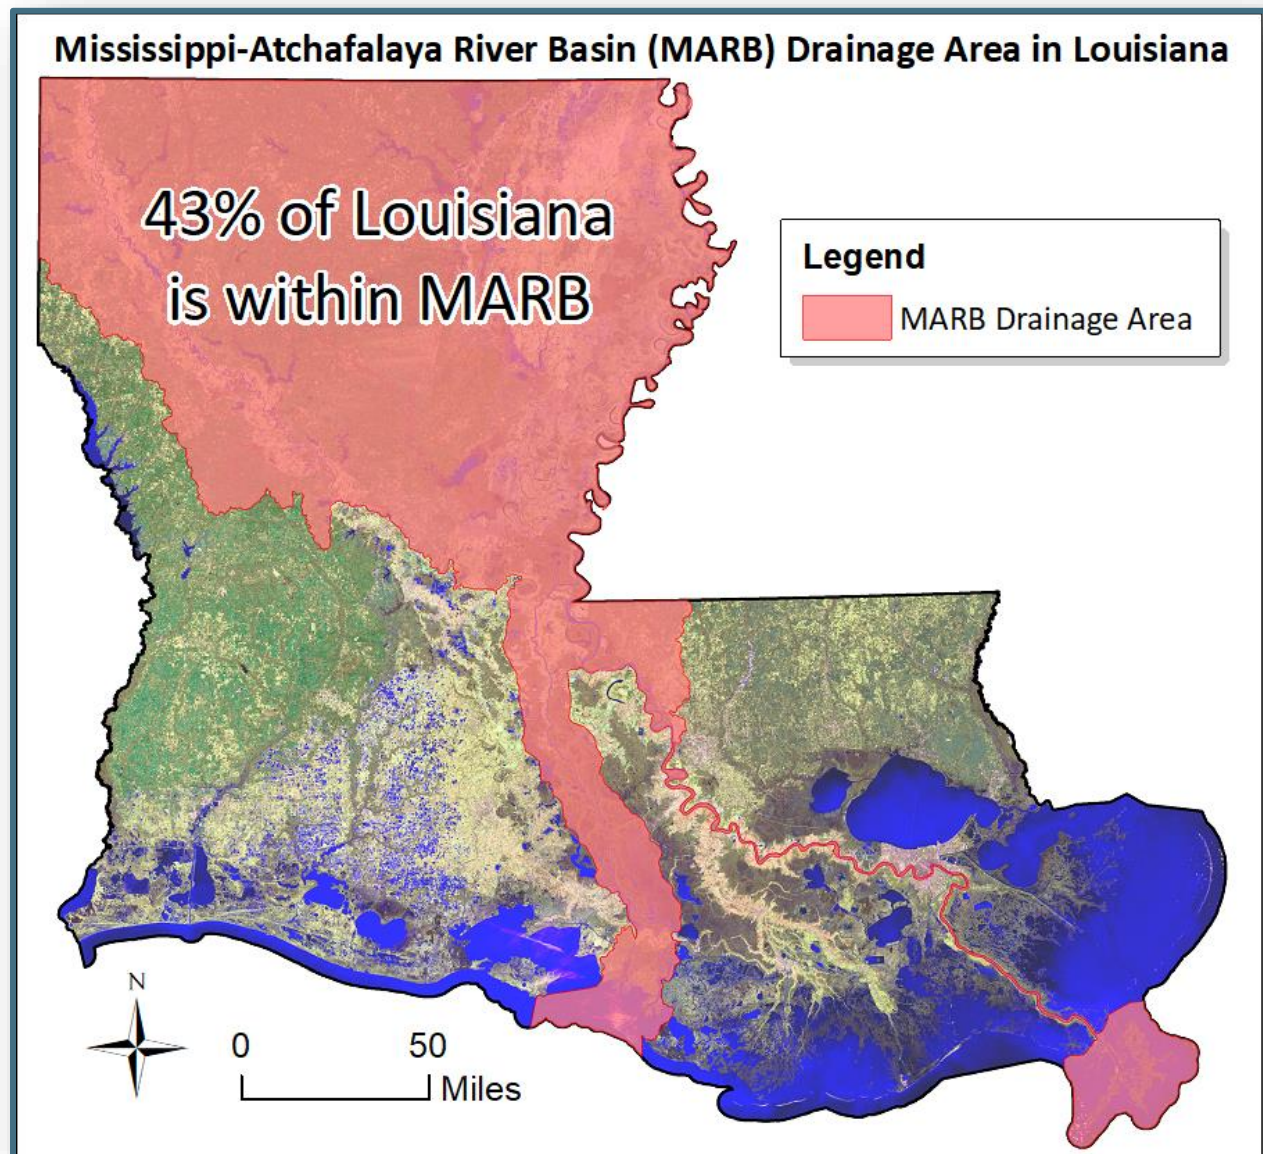 Mississippi-Atchafalaya River Basin (MARB) Drainage Area in Louisiana
43% of Louisiana
is within MARB
Legend
MARB Drainage Area
N
0 50
Miles